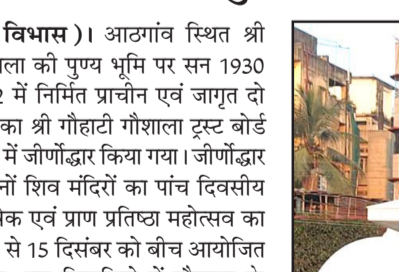 विभास )। आठगांव स्थित श्री
ला की पुण्य भूमि पर सन 1930
2 में निर्मित प्राचीन एवं जागृत दो
का श्री गौहाटी गौशाला ट्रस्ट बोर्ड
में जीर्णोद्धार किया गया। जीर्णोद्धार
नों शिव मंदिरों का पांच दिवसीय
षेक एवं प्राण प्रतिष्ठा महोत्सव का
से 15 दिसंबर को बीच आयोजित